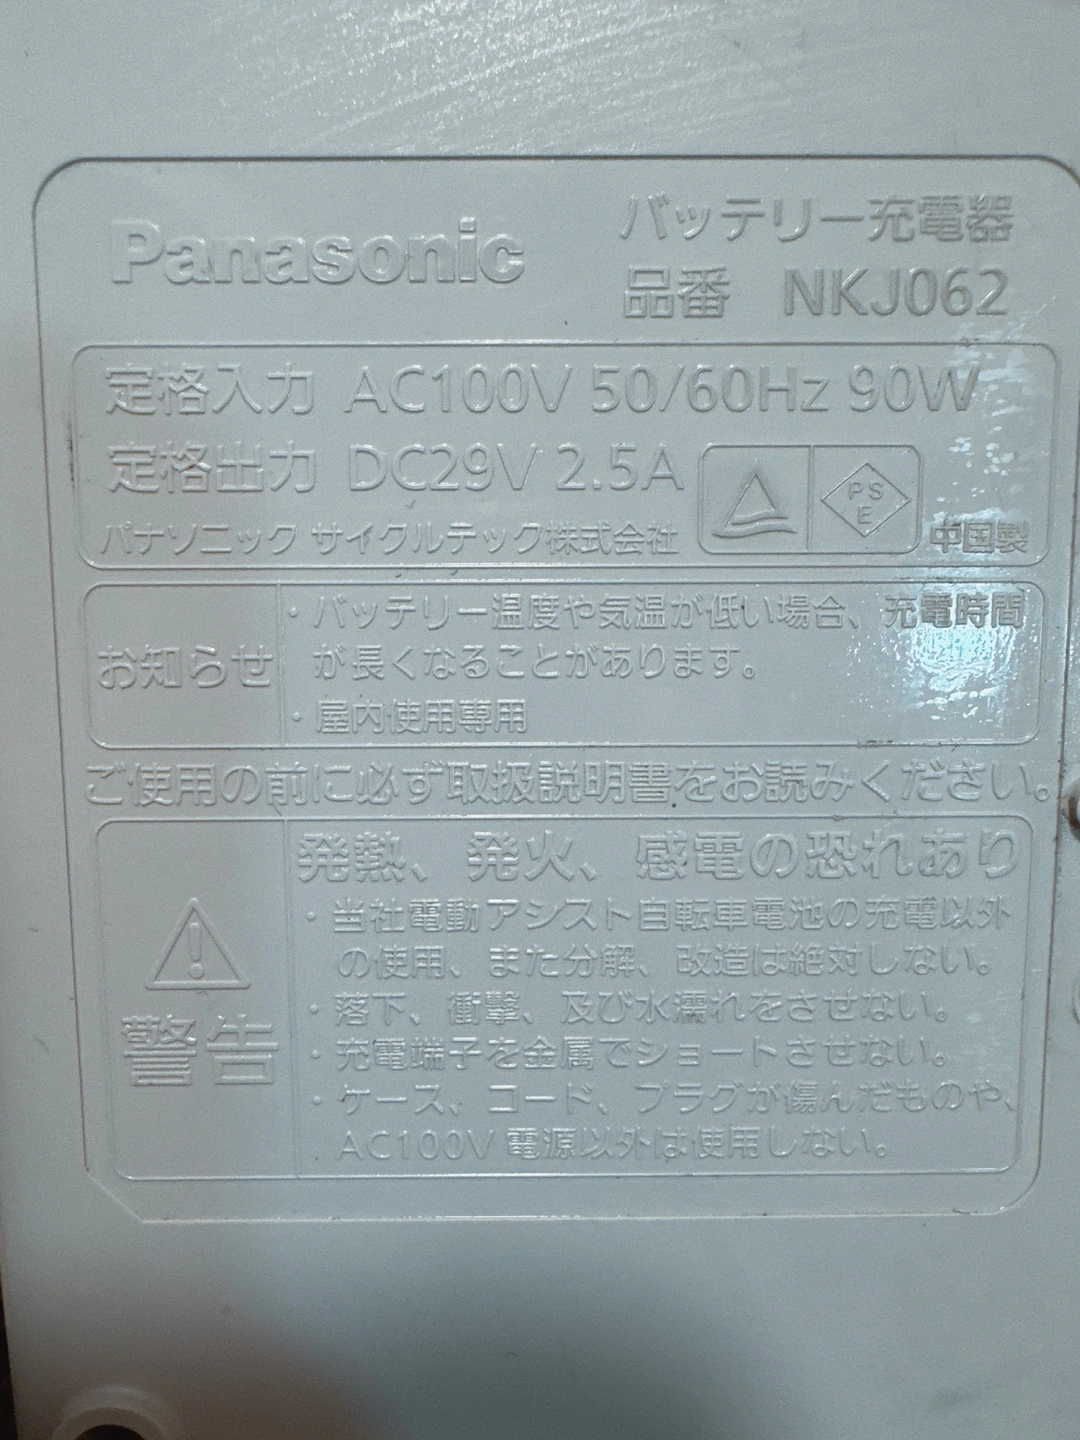 Panasonic
バッテリー充電器
品番 NKJ062
定格入力 AC100V 50/60Hz 90W
定格出力 DC29V 2.5A
PS
E
パナソニック サイクルテック株式会社
中国製
お知らせ
・バッテリー温度や気温が低い場合、充電時間
が長くなることがあります。
・屋内使用専用
ご使用の前に必ず取扱説明書をお読みください。
警告
発熱、発火、感電の恐れあり
・当社電動アシスト自転車電池の充電以外
の使用、また分解、改造は絶対しない。
・落下、衝撃、及び水濡れをさせない。
・充電端子を金属でショートさせない。
・ケース、コード、プラグが傷んだものや、
AC100V 電源以外は使用しない。